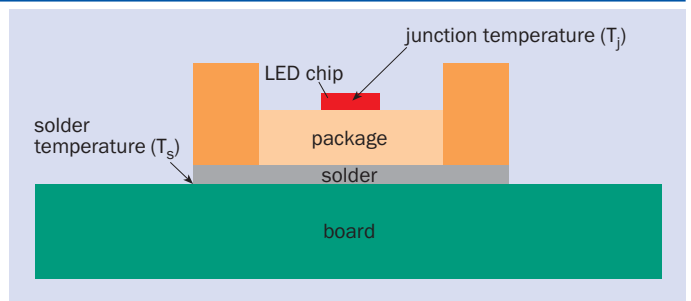 junction temperature (Tj)
LED chip
solder
temperature (Ts)
package
solder
board